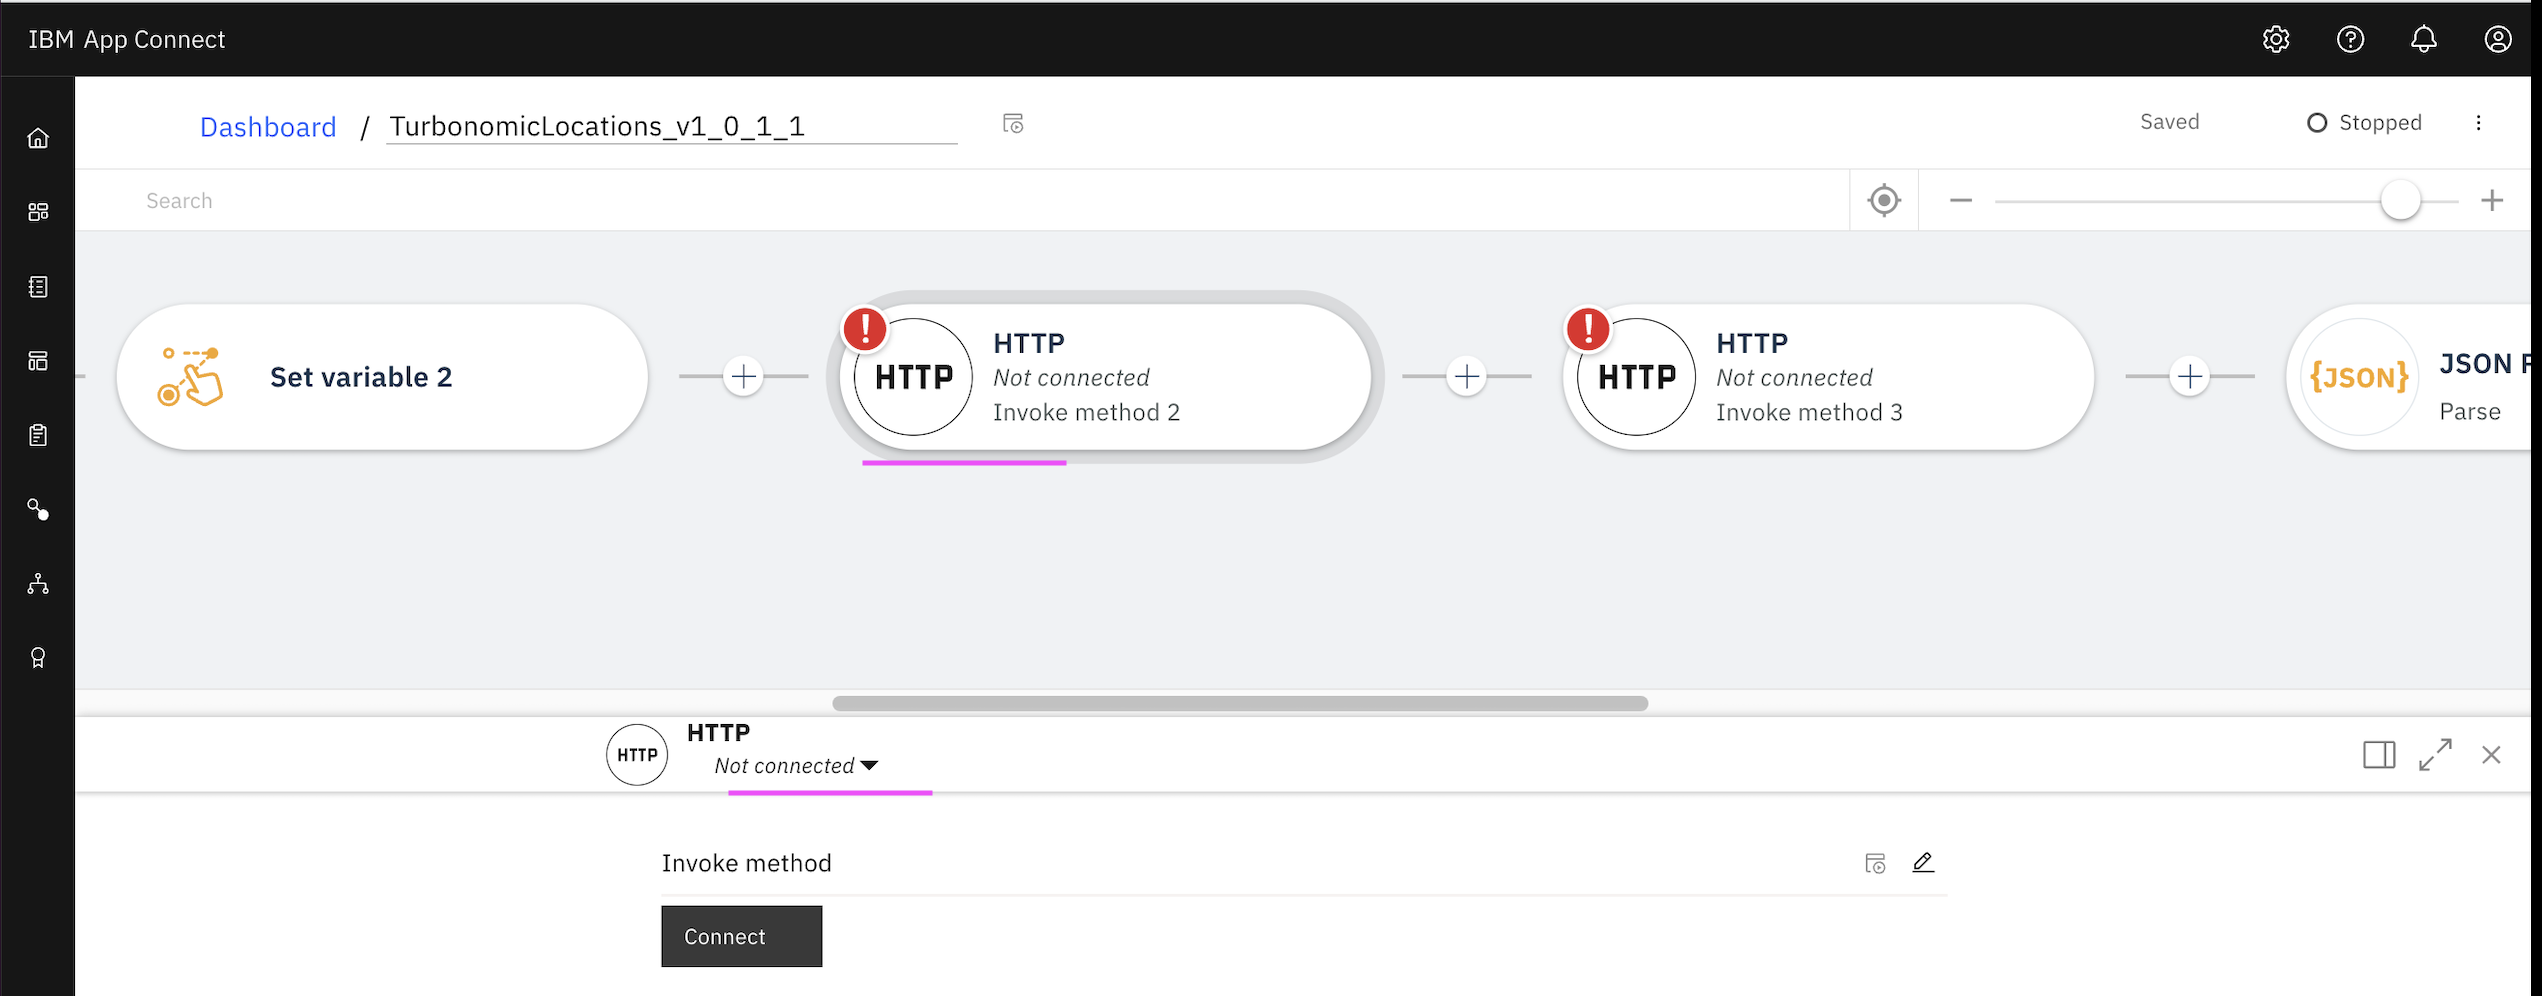 IBM App Connect
Dashboard / TurbonomicLocations_v1_0_1_1
Saved
Stopped
Search
Set variable 2
HTTP
HTTP
Not connected
Invoke method 2
HTTP
HTTP
Not connected
Invoke method 3
{JSON}
JSON
Parse
HTTP
HTTP
Not connected
Invoke method
Connect